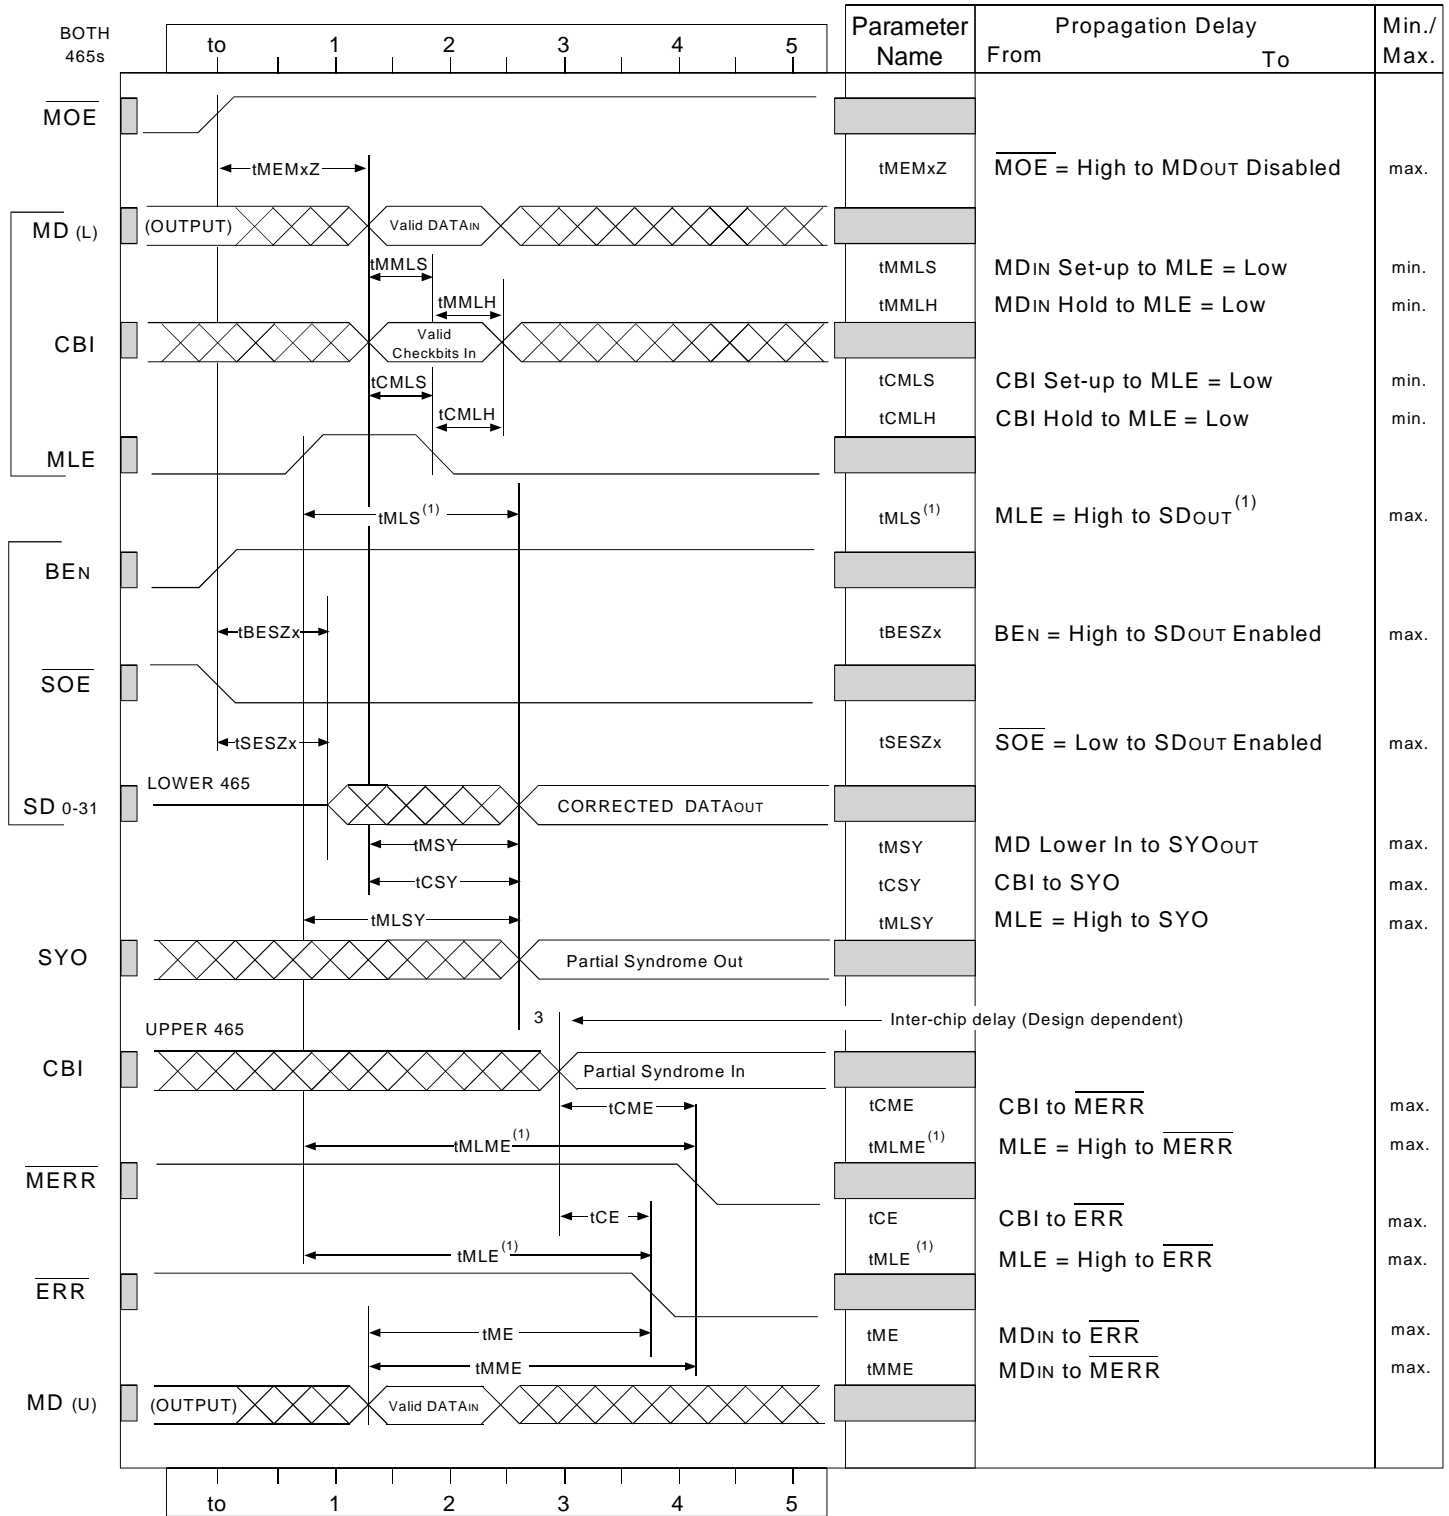 BOTH
465s
to 1 2 3 4 5
Parameter Name
Propagation Delay
From To
Min./ Max.
MOE
tMEMxZ
tMEMxZ MOE = High to MDOUT Disabled max.
MD (L)
(OUTPUT) Valid DATAIN
tMMLS
tMMLS MDIN Set-up to MLE = Low min.
tMMLH
tMMLH MDIN Hold to MLE = Low min.
CBI
Valid
Checkbits In
tCMLS
tCMLS CBI Set-up to MLE = Low min.
tCMLH
tCMLH CBI Hold to MLE = Low min.
MLE
tMLS(1)
tMLS(1) MLE = High to SDOUT(1) max.
BEN
tBESZx
tBESZx BEN = High to SDOUT Enabled max.
SOE
tSESZx
tSESZx SOE = Low to SDOUT Enabled max.
LOWER 465
SD 0-31
CORRECTED DATAOUT
tMSY
tMSY MD Lower In to SYOOUT max.
tCSY
tCSY CBI to SYO max.
tMLSY
tMLSY MLE = High to SYO max.
SYO
Partial Syndrome Out
3 Inter-chip delay (Design dependent)
UPPER 465
CBI
Partial Syndrome In
tCME
tCME CBI to MERR max.
tMLME(1)
tMLME(1) MLE = High to MERR max.
MERR
tCE
tCE CBI to ERR max.
tMLE(1)
tMLE (1) MLE = High to ERR max.
ERR
tME
tME MDIN to ERR max.
tMME
tMME MDIN to MERR max.
MD (U)
(OUTPUT) Valid DATAIN
to 1 2 3 4 5